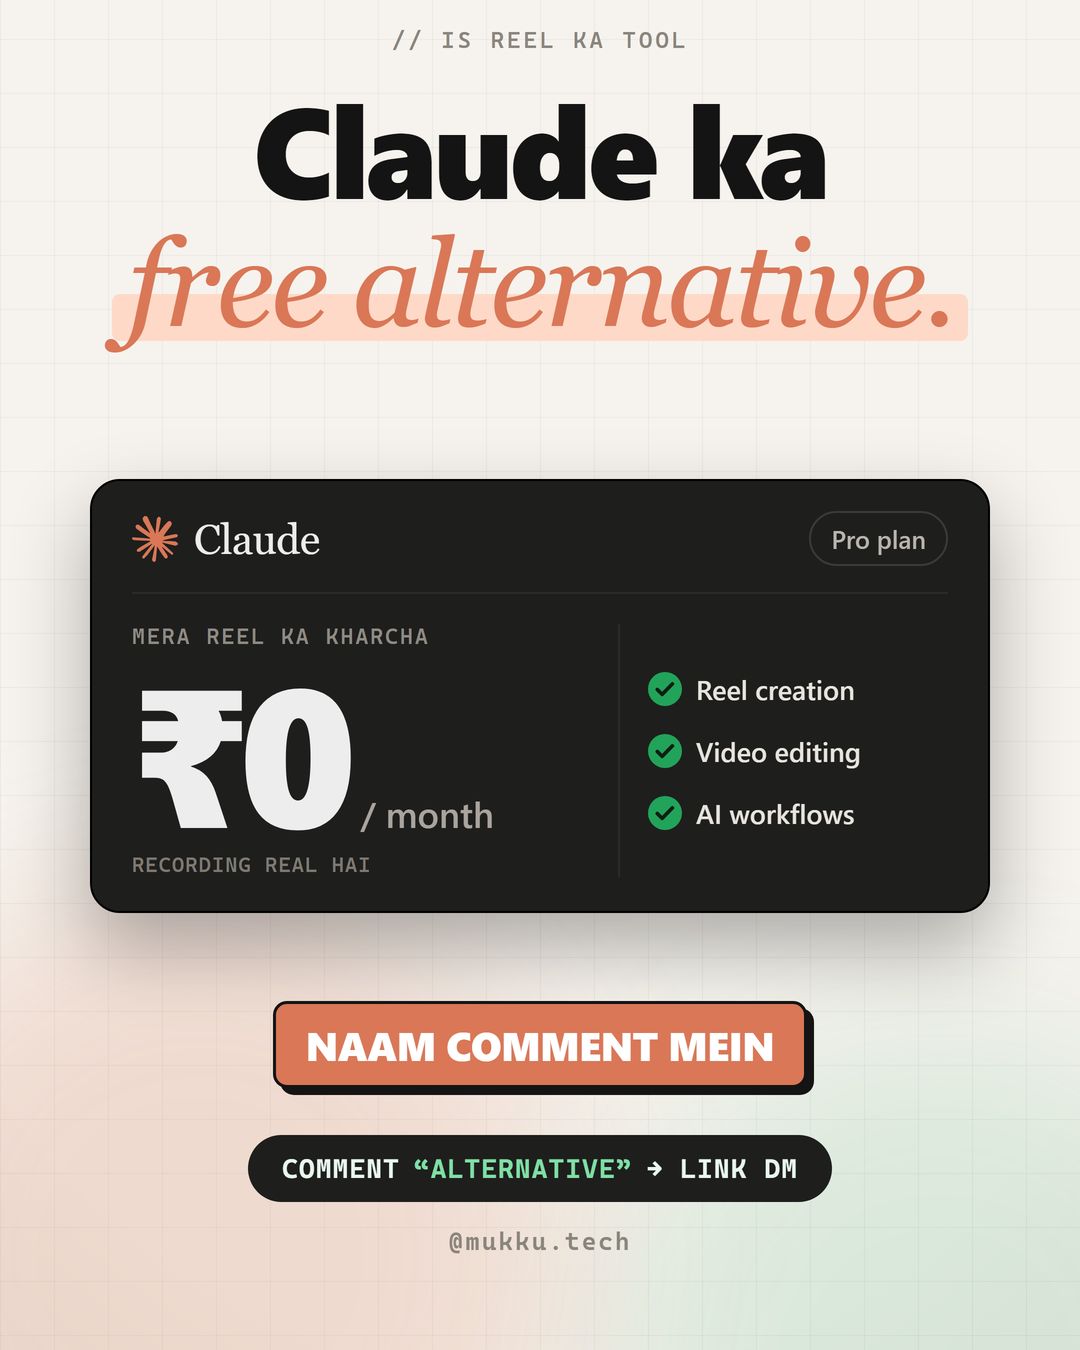 // IS REEL KA TOOL
Claude ka
free alternative.
Claude
Pro plan
MERA REEL KA KHARCHA
₹0 / month
RECORDING REAL HAI
Reel creation
Video editing
AI workflows
NAAM COMMENT MEIN
COMMENT “ALTERNATIVE” → LINK DM
@mukku.tech